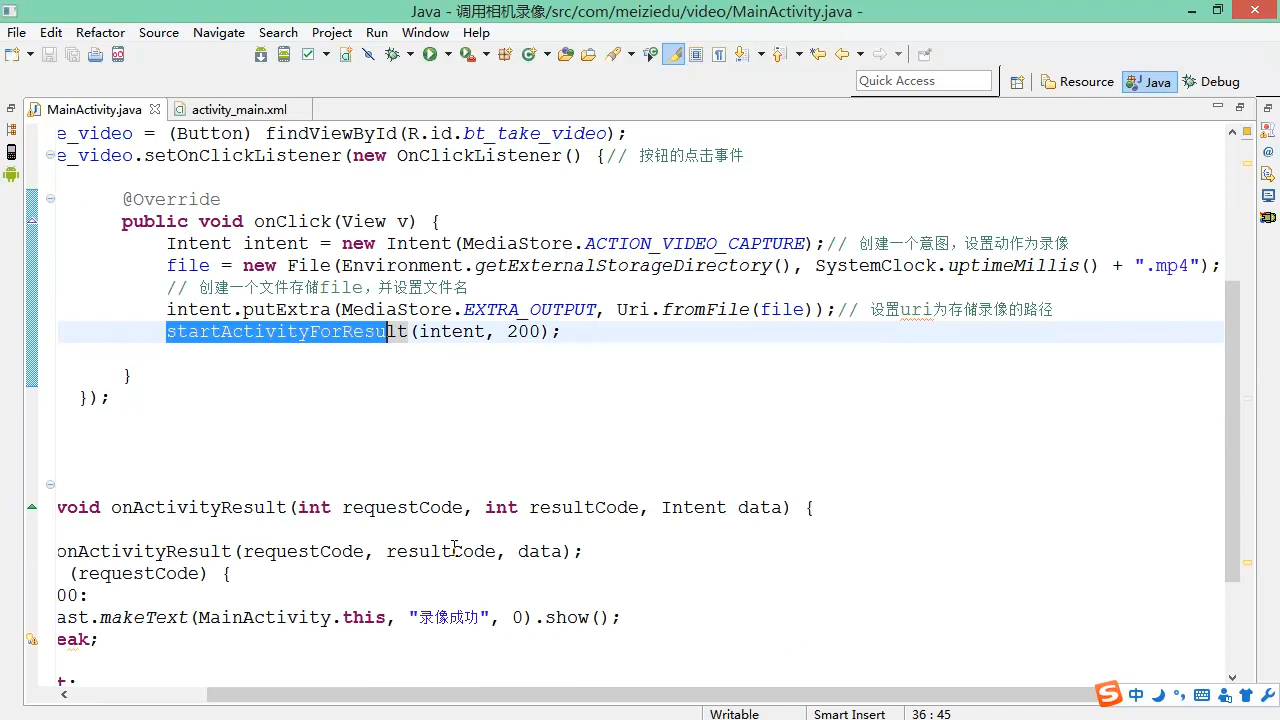 Java - 调用相机录像/src/com/meiziedu/video/MainActivity.java -
File Edit Refactor Source Navigate Search Project Run Window Help
Quick Access
Resource Java Debug
MainActivity.java activity_main.xml
e_video = (Button) findViewById(R.id.bt_take_video);
e_video.setOnClickListener(new OnClickListener() {// 按钮的点击事件
@Override
public void onClick(View v) {
Intent intent = new Intent(MediaStore.ACTION_VIDEO_CAPTURE);// 创建一个意图，设置动作为录像
file = new File(Environment.getExternalStorageDirectory(), SystemClock.uptimeMillis() + ".mp4");
// 创建一个文件存储file，并设置文件名
intent.putExtra(MediaStore.EXTRA_OUTPUT, Uri.fromFile(file));// 设置uri为存储录像的路径
startActivityForResult(intent, 200);
}
});
void onActivityResult(int requestCode, int resultCode, Intent data) {
onActivityResult(requestCode, resultCode, data);
(requestCode) {
00:
ast.makeText(MainActivity.this, "录像成功", 0).show();
eak;
t:
中
Writable Smart Insert 36 : 45